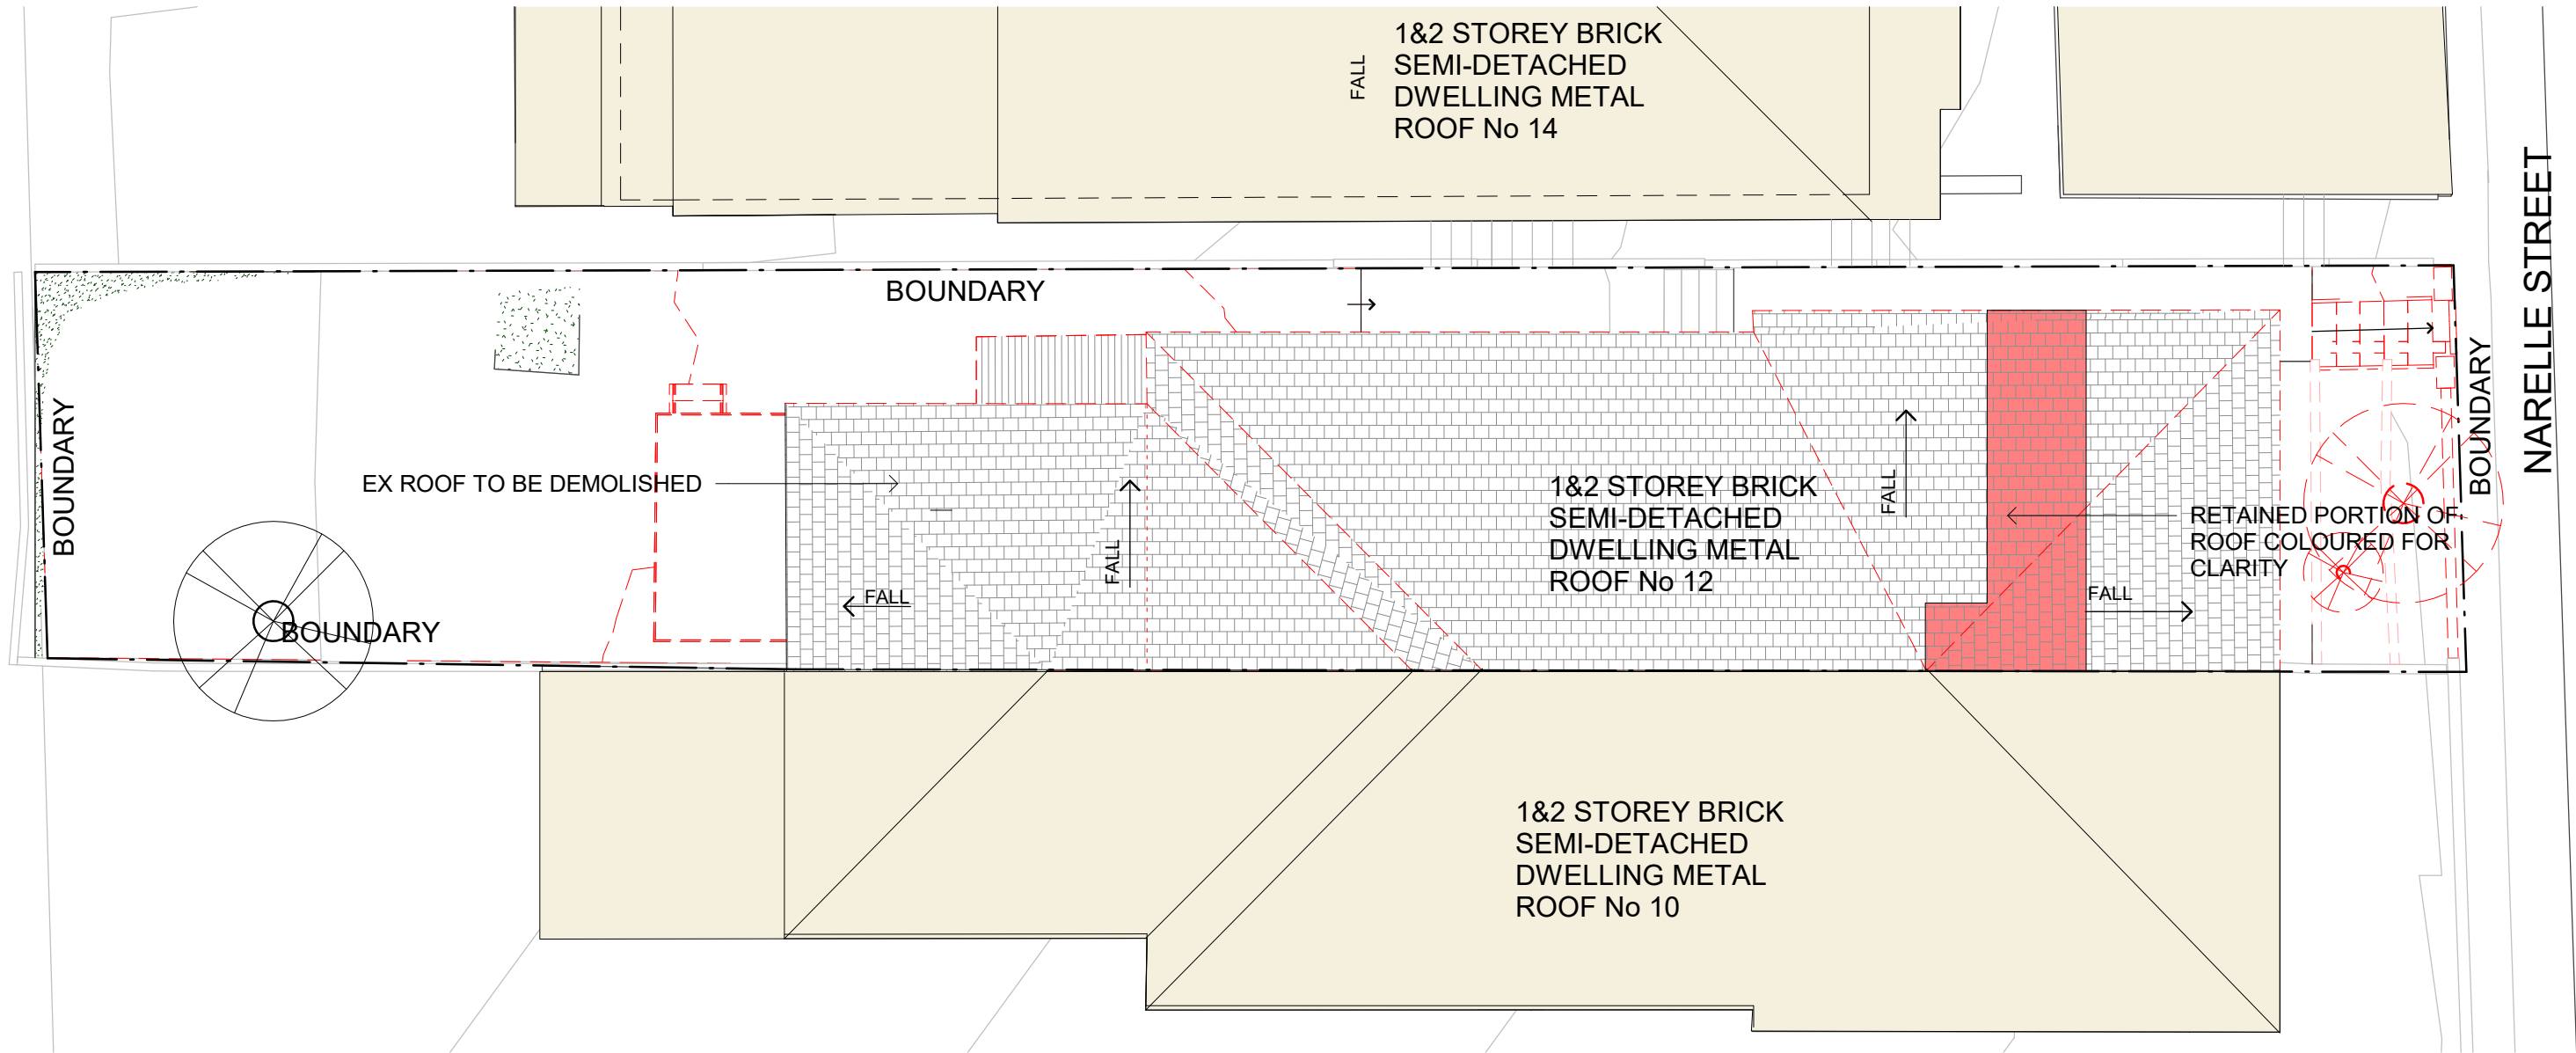 1&2 STOREY BRICK
SEMI-DETACHED
DWELLING METAL
ROOF No 14
FALL
NARELLE STREET
BOUNDARY
BOUNDARY
BOUNDARY
BOUNDARY
EX ROOF TO BE DEMOLISHED
FALL
FALL
1&2 STOREY BRICK
SEMI-DETACHED
DWELLING METAL
ROOF No 12
FALL
RETAINED PORTION OF
ROOF COLOURED FOR
CLARITY
FALL
1&2 STOREY BRICK
SEMI-DETACHED
DWELLING METAL
ROOF No 10